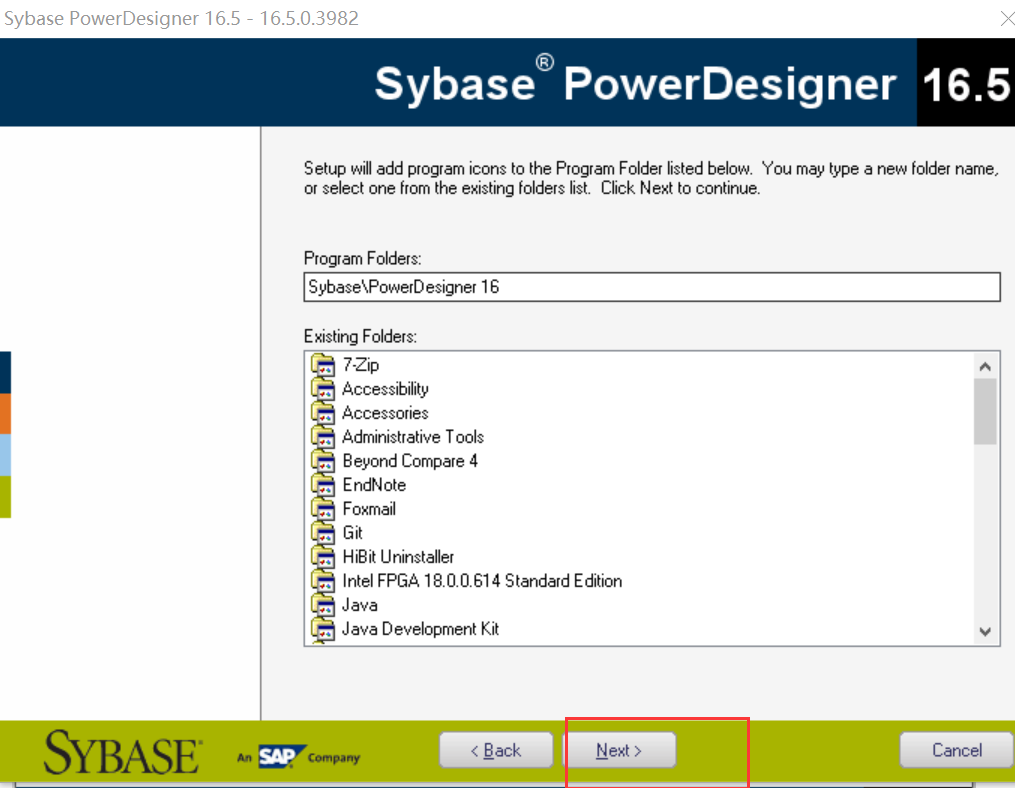 Sybase PowerDesigner 16.5 - 16.5.0.3982
Sybase® PowerDesigner 16.5
Setup will add program icons to the Program Folder listed below. You may type a new folder name,
or select one from the existing folders list. Click Next to continue.
Program Folders:
Sybase\PowerDesigner 16
Existing Folders:
7-Zip
Accessibility
Accessories
Administrative Tools
Beyond Compare 4
EndNote
Foxmail
Git
HiBit Uninstaller
Intel FPGA 18.0.0.614 Standard Edition
Java
Java Development Kit
SYBASE An SAP Company
< Back
Next >
Cancel